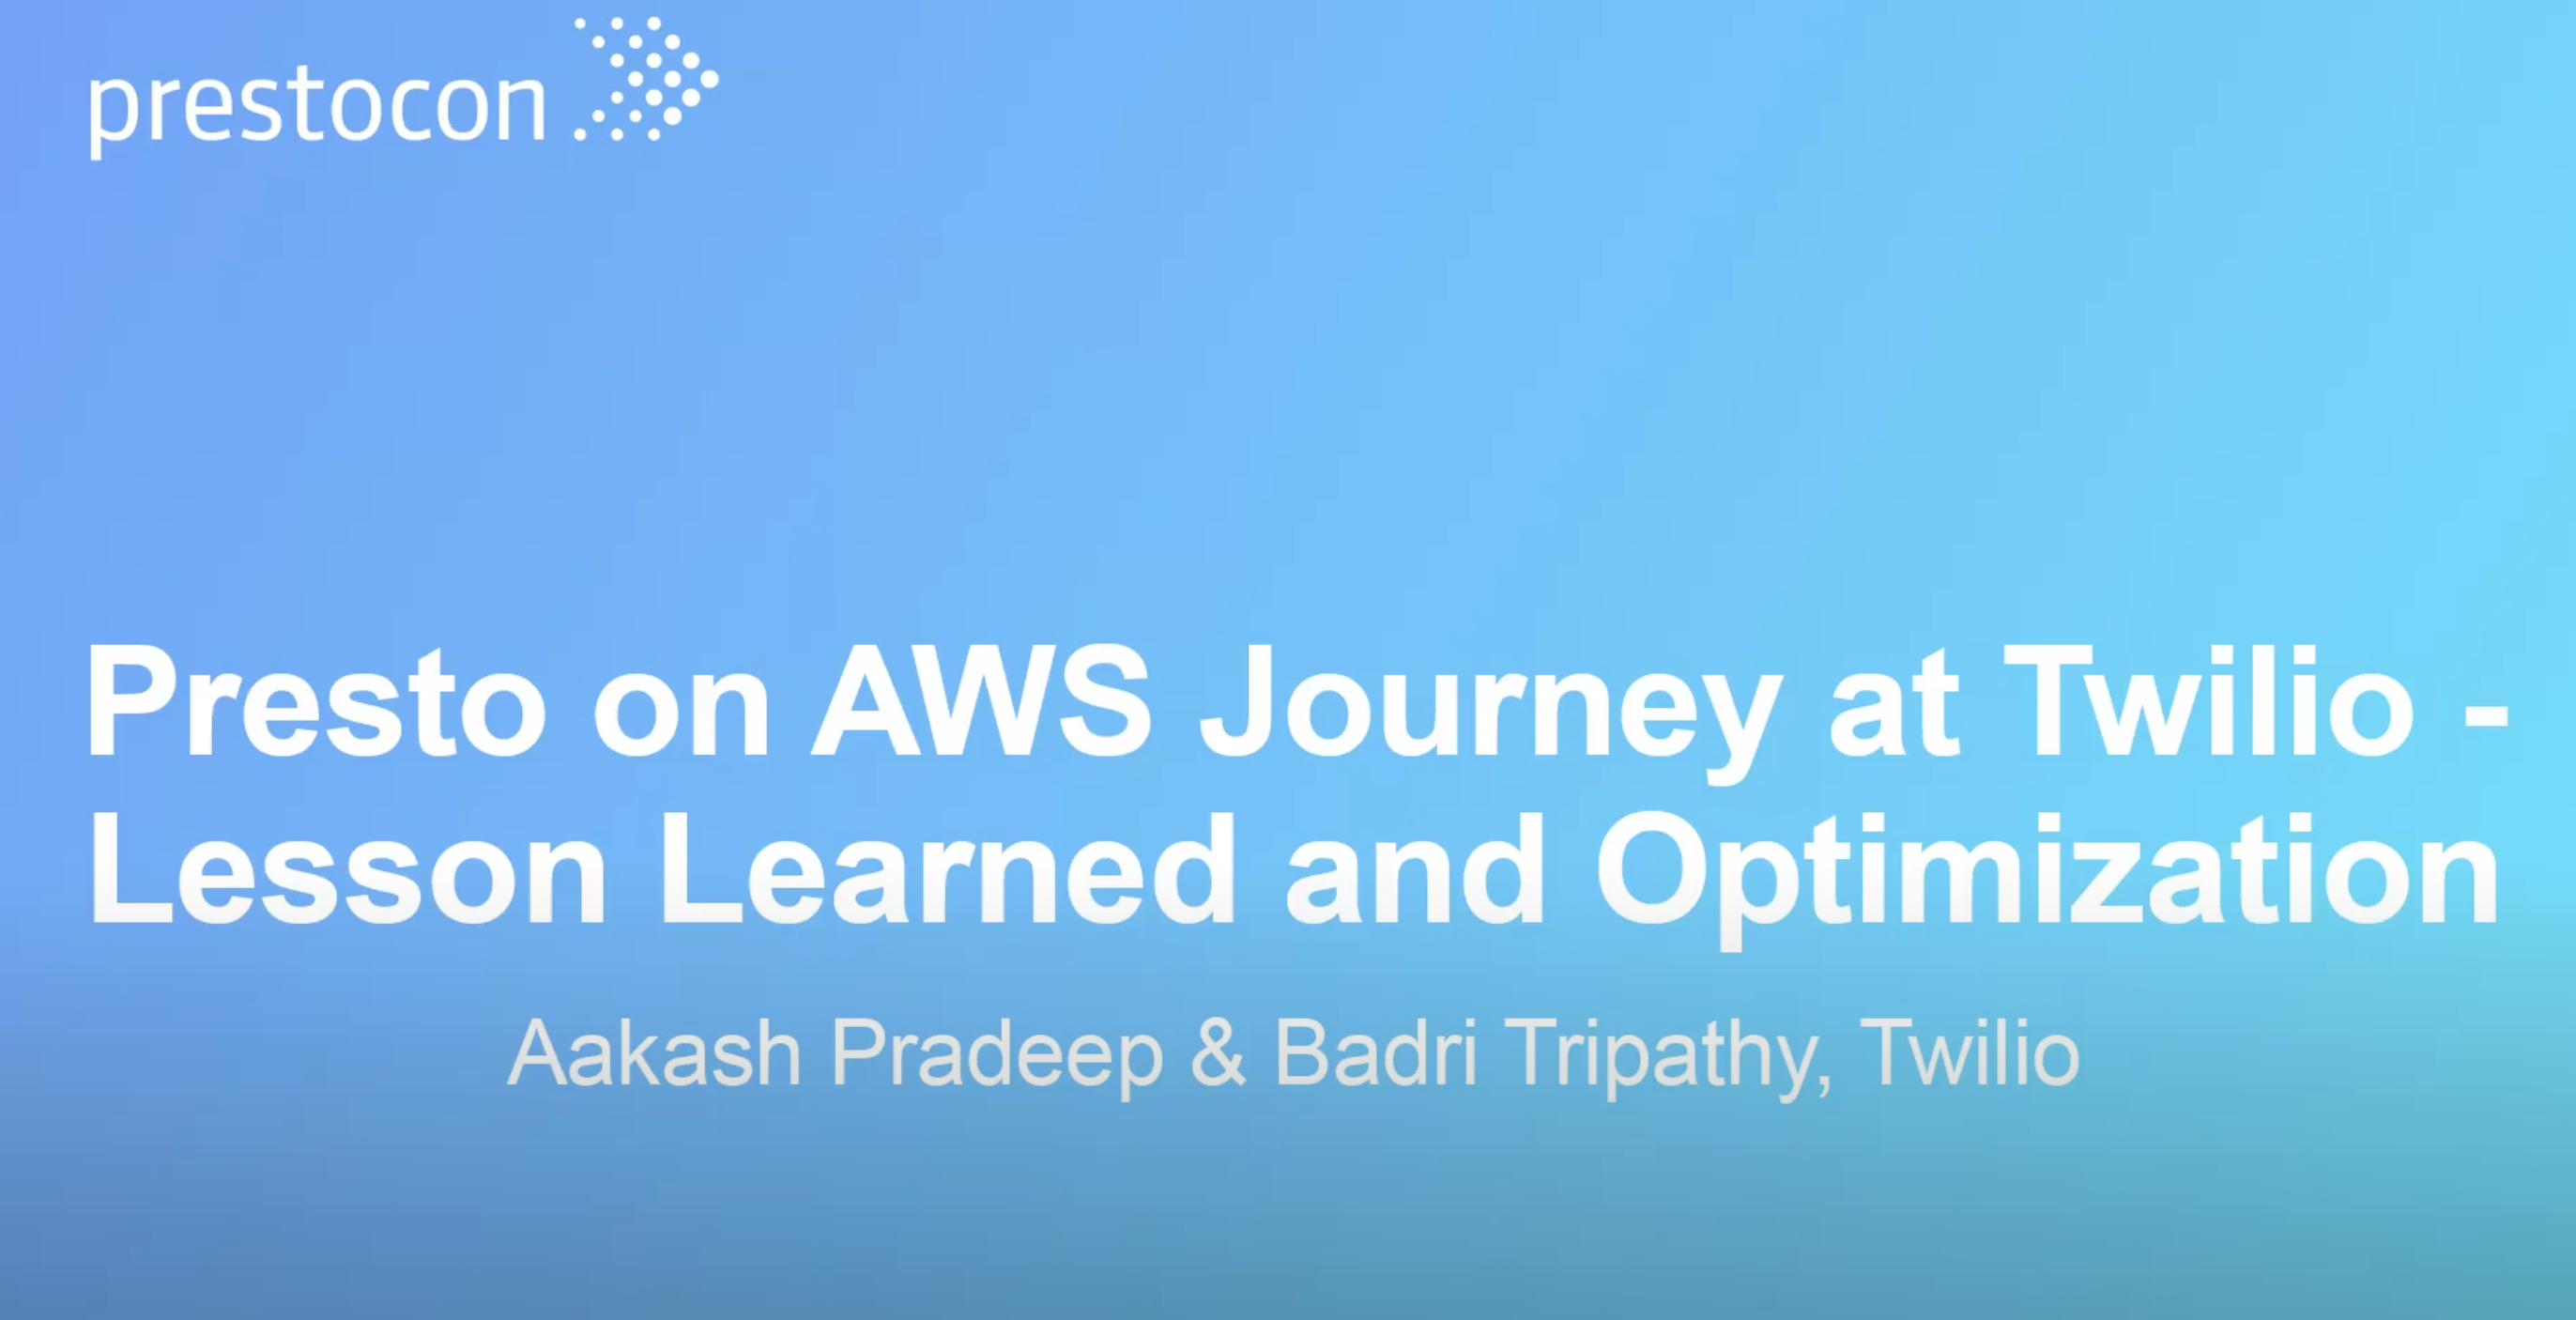 prestocon
Presto on AWS Journey at Twilio -
Lesson Learned and Optimization
Aakash Pradeep & Badri Tripathy, Twilio